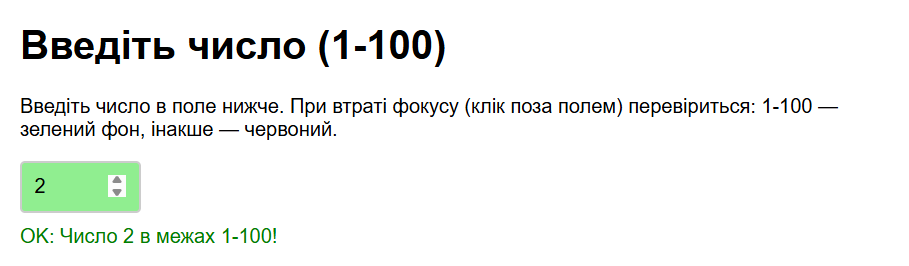 Введіть число (1-100)
Введіть число в поле нижче. При втраті фокусу (клік поза полем) перевіриться: 1-100 —
зелений фон, інакше — червоний.
2
OK: Число 2 в межах 1-100!